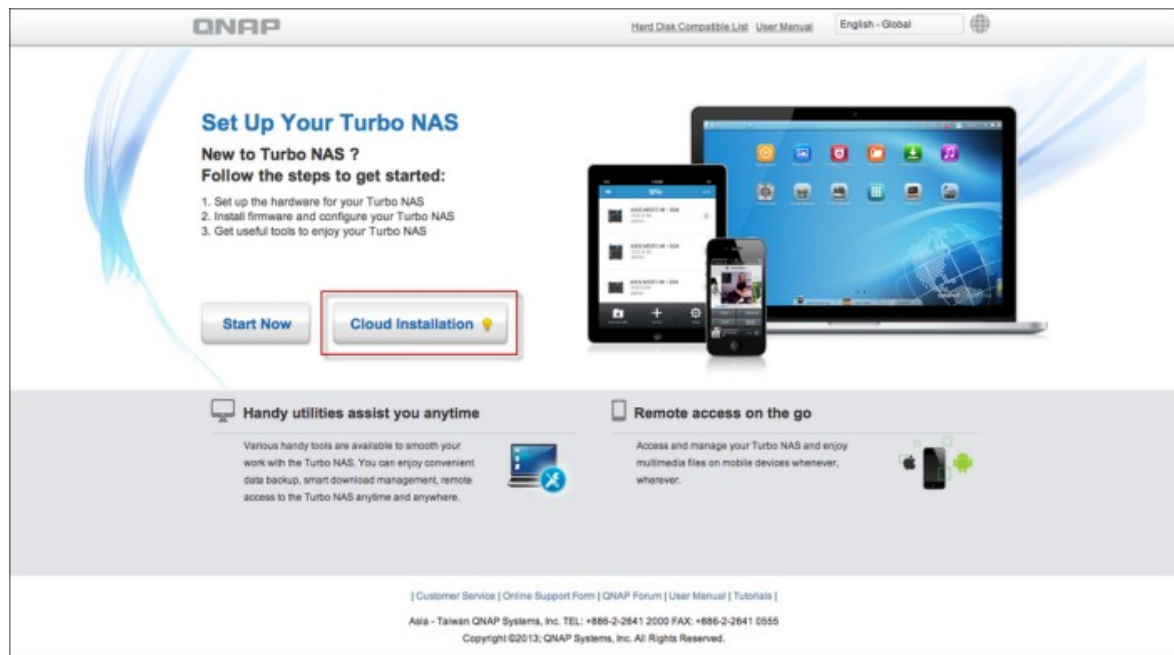 QNAP
Hard Disk Compatible List User Manual English - Global
Set Up Your Turbo NAS
New to Turbo NAS ?
Follow the steps to get started:
1. Set up the hardware for your Turbo NAS
2. Install firmware and configure your Turbo NAS
3. Get useful tools to enjoy your Turbo NAS
Start Now
Cloud Installation
Handy utilities assist you anytime
Various handy tools are available to smooth your
work with the Turbo NAS. You can enjoy convenient
data backup, smart download management, remote
access to the Turbo NAS anytime and anywhere.
Remote access on the go
Access and manage your Turbo NAS and enjoy
multimedia files on mobile devices whenever,
wherever.
| Customer Service | Online Support Form | QNAP Forum | User Manual | Tutorials |
Asia - Taiwan QNAP Systems, Inc. TEL: +886-2-2641 2000 FAX: +886-2-2641 0555
Copyright ©2013; QNAP Systems, Inc. All Rights Reserved.